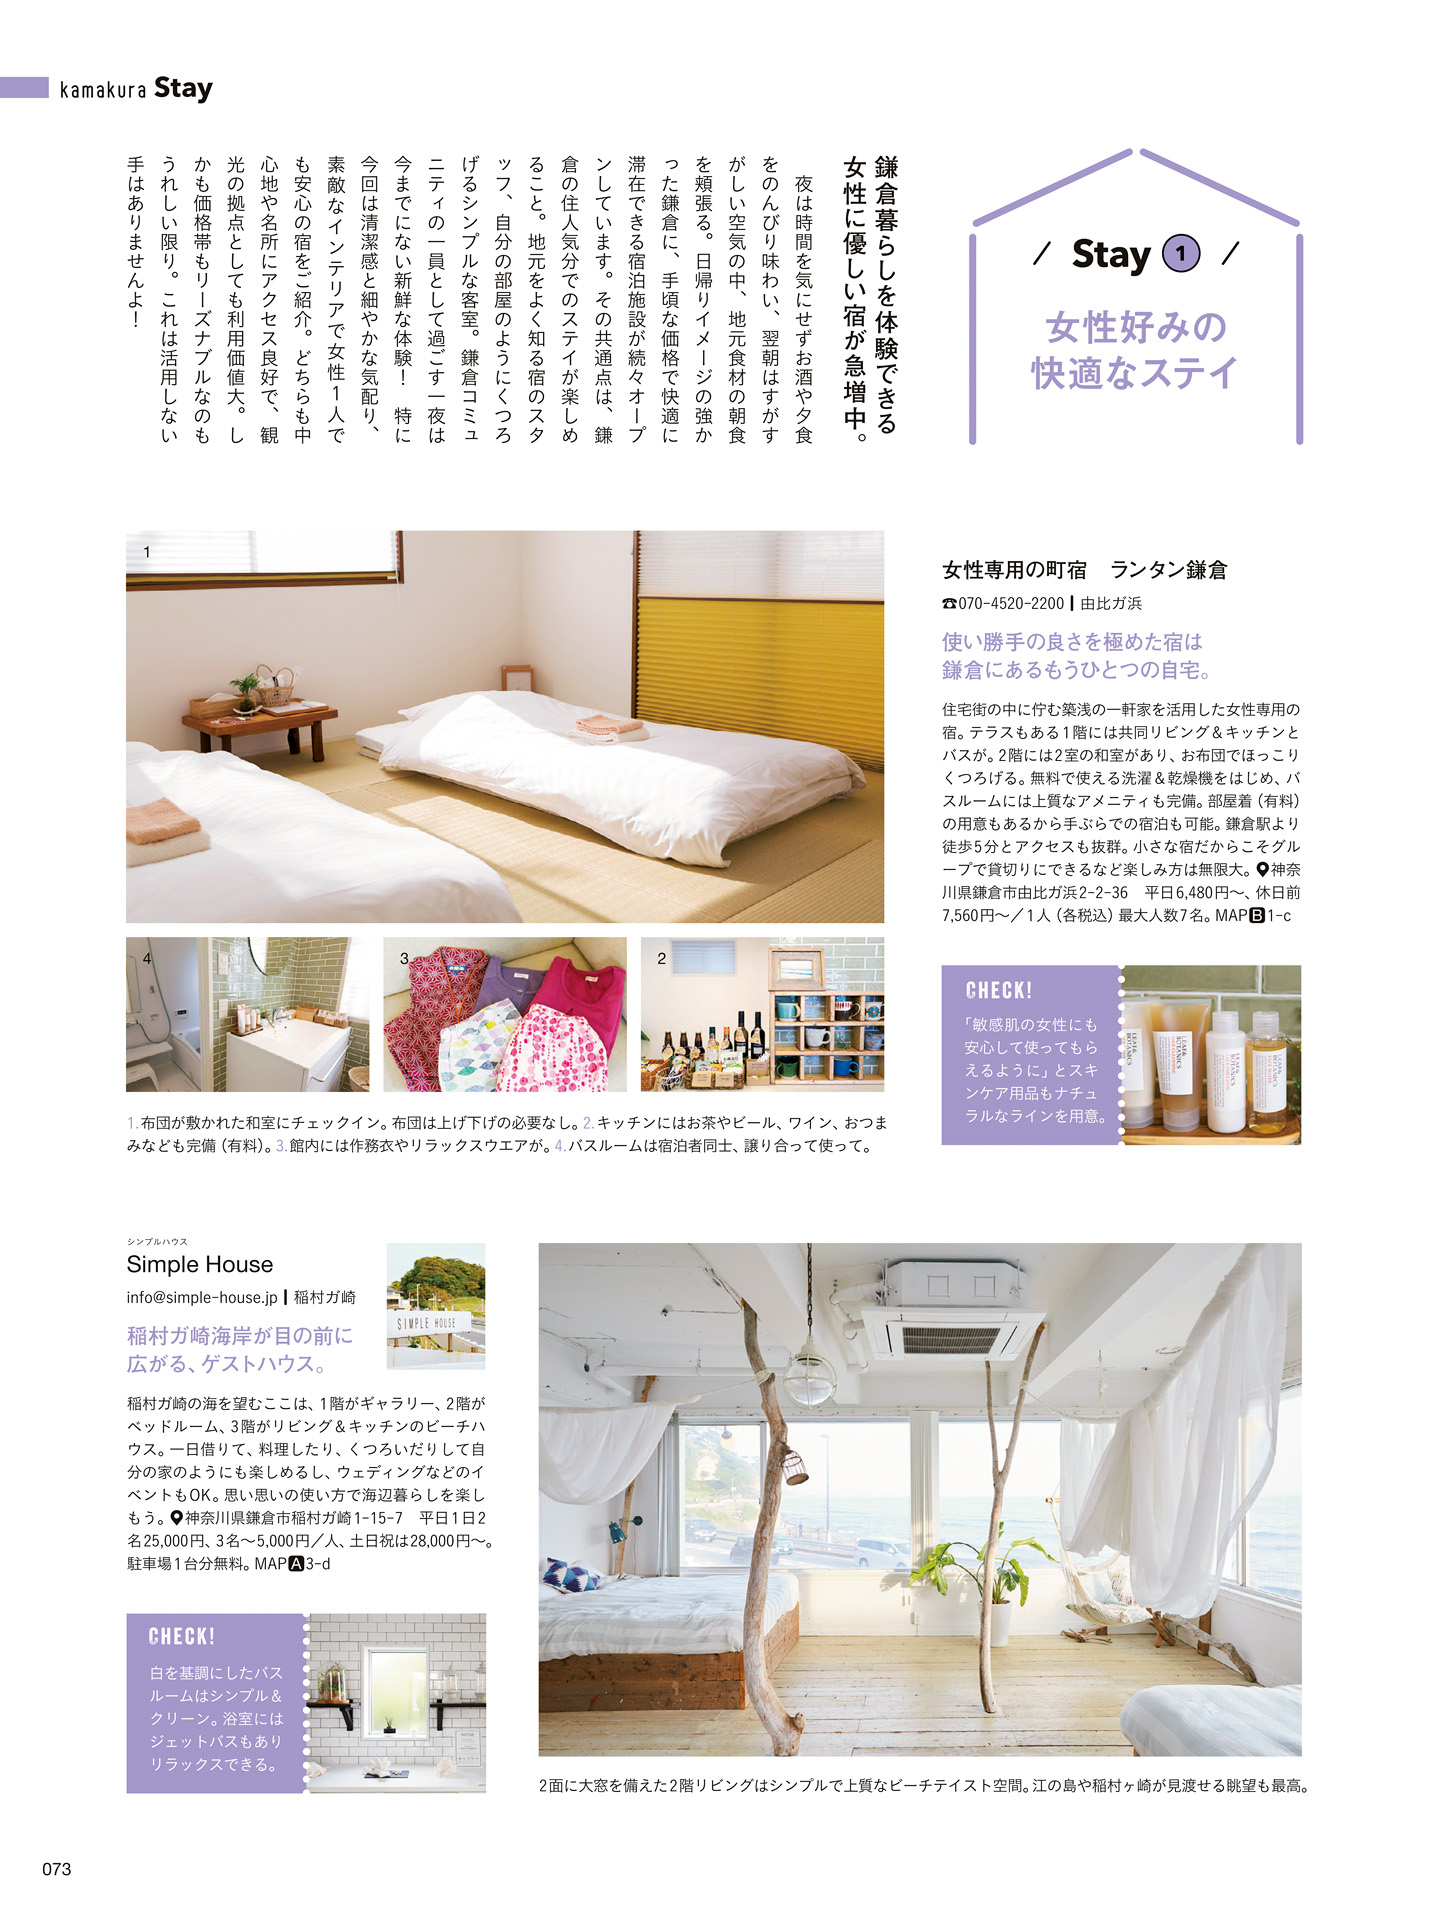 kamakura Stay
Stay 1
女性好みの
快適なステイ
鎌倉暮らしを体験できる
女性に優しい宿が急増中。
夜は時間を気にせずお酒や夕食
をのんびり味わい、翌朝はすがす
がしい空気の中、地元食材の朝食
を頬張る。日帰りイメージの強か
った鎌倉に、手頃な価格で快適に
滞在できる宿泊施設が続々オープ
ンしています。その共通点は、鎌
倉の住人気分でのステイが楽しめ
ること。地元をよく知る宿のスタ
ッフ、自分の部屋のようにくつろ
げるシンプルな客室。鎌倉コミュ
ニティの一員として過ごす一夜は
今までにない新鮮な体験！　特に
今回は清潔感と細やかな気配り、
素敵なインテリアで女性1人で
も安心の宿をご紹介。どちらも中
心地や名所にアクセス良好で、観
光の拠点としても利用価値大。し
かも価格帯もリーズナブルなのも
うれしい限り。これは活用しない
手はありませんよ！
1
4
3
2
女性専用の町宿　ランタン鎌倉
☎070-4520-2200┃由比ガ浜
使い勝手の良さを極めた宿は
鎌倉にあるもうひとつの自宅。
住宅街の中に佇む築浅の一軒家を活用した女性専用の
宿。テラスもある1階には共同リビング＆キッチンと
バスが。2階には2室の和室があり、お布団でほっこり
くつろげる。無料で使える洗濯＆乾燥機をはじめ、バ
スルームには上質なアメニティも完備。部屋着（有料）
の用意もあるから手ぶらでの宿泊も可能。鎌倉駅より
徒歩5分とアクセスも抜群。小さな宿だからこそグル
ープで貸切りにできるなど楽しみ方は無限大。神奈
川県鎌倉市由比ガ浜2-2-36　平日6,480円〜、休日前
7,560円〜／1人（各税込）最大人数7名。MAP B 1-c
CHECK!
「敏感肌の女性にも
安心して使ってもら
えるように」とスキ
ンケア用品もナチュ
ラルなラインを用意。
LEAF&
BOTANICS
1.布団が敷かれた和室にチェックイン。布団は上げ下げの必要なし。2.キッチンにはお茶やビール、ワイン、おつま
みなども完備（有料）。3.館内には作務衣やリラックスウエアが。4.バスルームは宿泊者同士、譲り合って使って。
シンプルハウス
Simple House
info@simple-house.jp┃稲村ガ崎
稲村ガ崎海岸が目の前に
広がる、ゲストハウス。
SIMPLE HOUSE
稲村ガ崎の海を望むここは、1階がギャラリー、2階が
ベッドルーム、3階がリビング＆キッチンのビーチハ
ウス。一日借りて、料理したり、くつろいだりして自
分の家のようにも楽しめるし、ウェディングなどのイ
ベントもOK。思い思いの使い方で海辺暮らしを楽し
もう。神奈川県鎌倉市稲村ガ崎1-15-7　平日1日2
名25,000円、3名〜5,000円／人、土日祝は28,000円〜。
駐車場1台分無料。MAP A 3-d
CHECK!
白を基調にしたバス
ルームはシンプル＆
クリーン。浴室には
ジェットバスもあり
リラックスできる。
2面に大窓を備えた2階リビングはシンプルで上質なビーチテイスト空間。江の島や稲村ヶ崎が見渡せる眺望も最高。
073